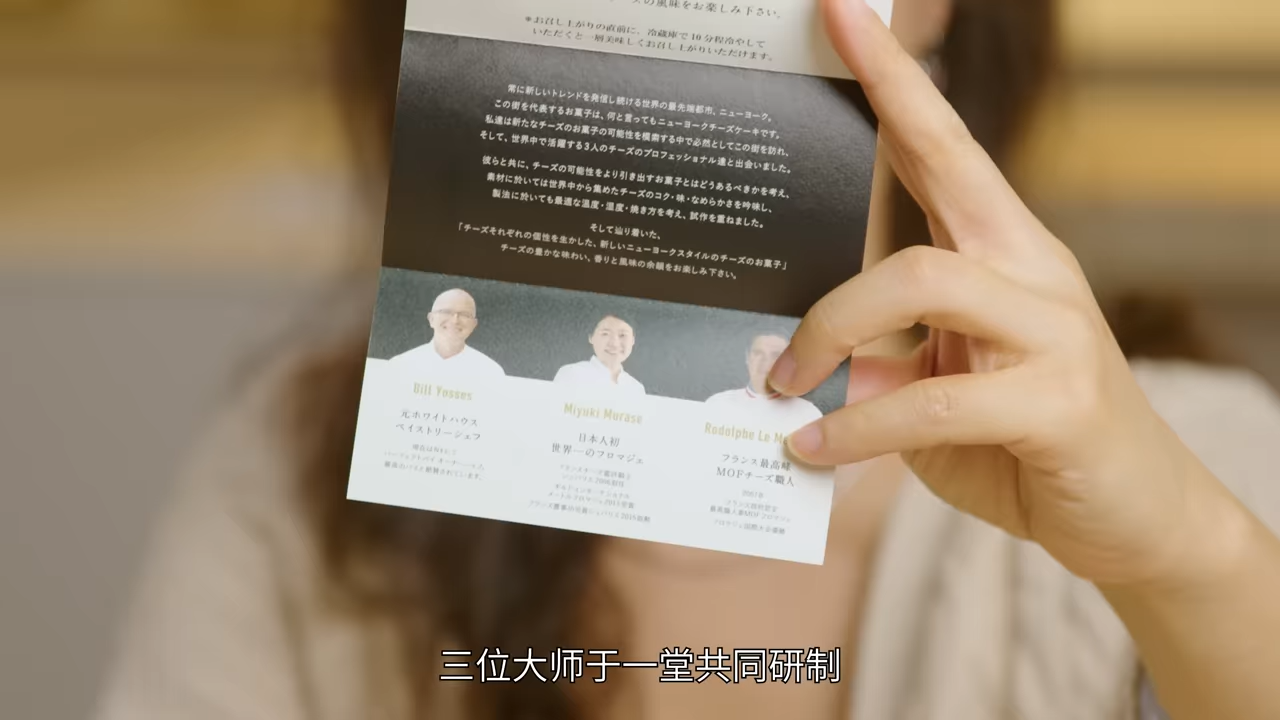 ズの風味をお楽しみ下さい。
※お召し上がりの直前に、冷蔵庫で10分程冷やして
いただくと一層美味しくお召し上がりいただけます。
常に新しいトレンドを発信し続ける世界の最先端都市、ニューヨーク。
この街を代表するお菓子は、何と言ってもニューヨークチーズケーキです。
私達は新たなチーズのお菓子の可能性を模索する中で必然としてこの街を訪れ、
そして、世界中で活躍する3人のチーズのプロフェッショナル達と出会いました。
彼らと共に、チーズの可能性をより引き出すお菓子とはどうあるべきかを考え、
素材に於いては世界中から集めたチーズのコク・味・なめらかさを吟味し、
製法に於いても最適な温度・湿度・焼き方を考え、試作を重ねました。
そして辿り着いた、
「チーズそれぞれの個性を生かした、新しいニューヨークスタイルのチーズのお菓子」
チーズの豊かな味わい、香りと風味の余韻をお楽しみ下さい。
Bill Yosses
元ホワイトハウス
ペイストリーシェフ
Miyuki Murase
日本人初
世界一のフロマジェ
Rodolphe Le M
フランス最高峰
MOFチーズ職人
三位大师于一堂共同研制